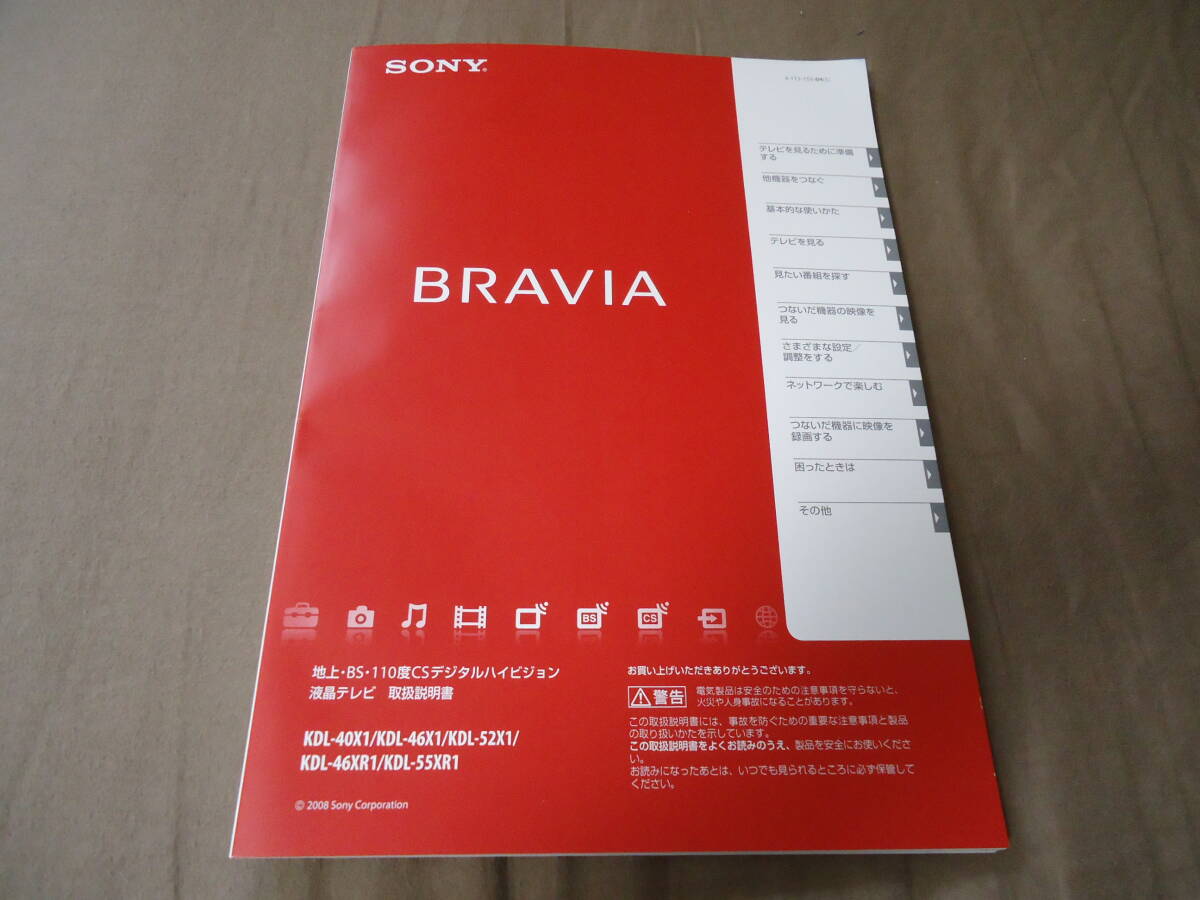 SONY
BRAVIA
テレビを見るために準備
する
他機器をつなぐ
基本的な使いかた
テレビを見る
見たい番組を探す
つないだ機器の映像を
見る
さまざまな設定／
調整をする
ネットワークで楽しむ
つないだ機器に映像を
録画する
困ったときは
その他
BS
CS
地上・BS・110度CSデジタルハイビジョン
液晶テレビ 取扱説明書
KDL-40X1/KDL-46X1/KDL-52X1/
KDL-46XR1/KDL-55XR1
© 2008 Sony Corporation
お買い上げいただきありがとうございます。
警告
電気製品は安全のための注意事項を守らないと、
火災や人身事故になることがあります。
この取扱説明書には、事故を防ぐための重要な注意事項と製品
の取り扱いかたを示しています。
この取扱説明書をよくお読みのうえ、製品を安全にお使いくださ
い。
お読みになったあとは、いつでも見られるところに必ず保管して
ください。